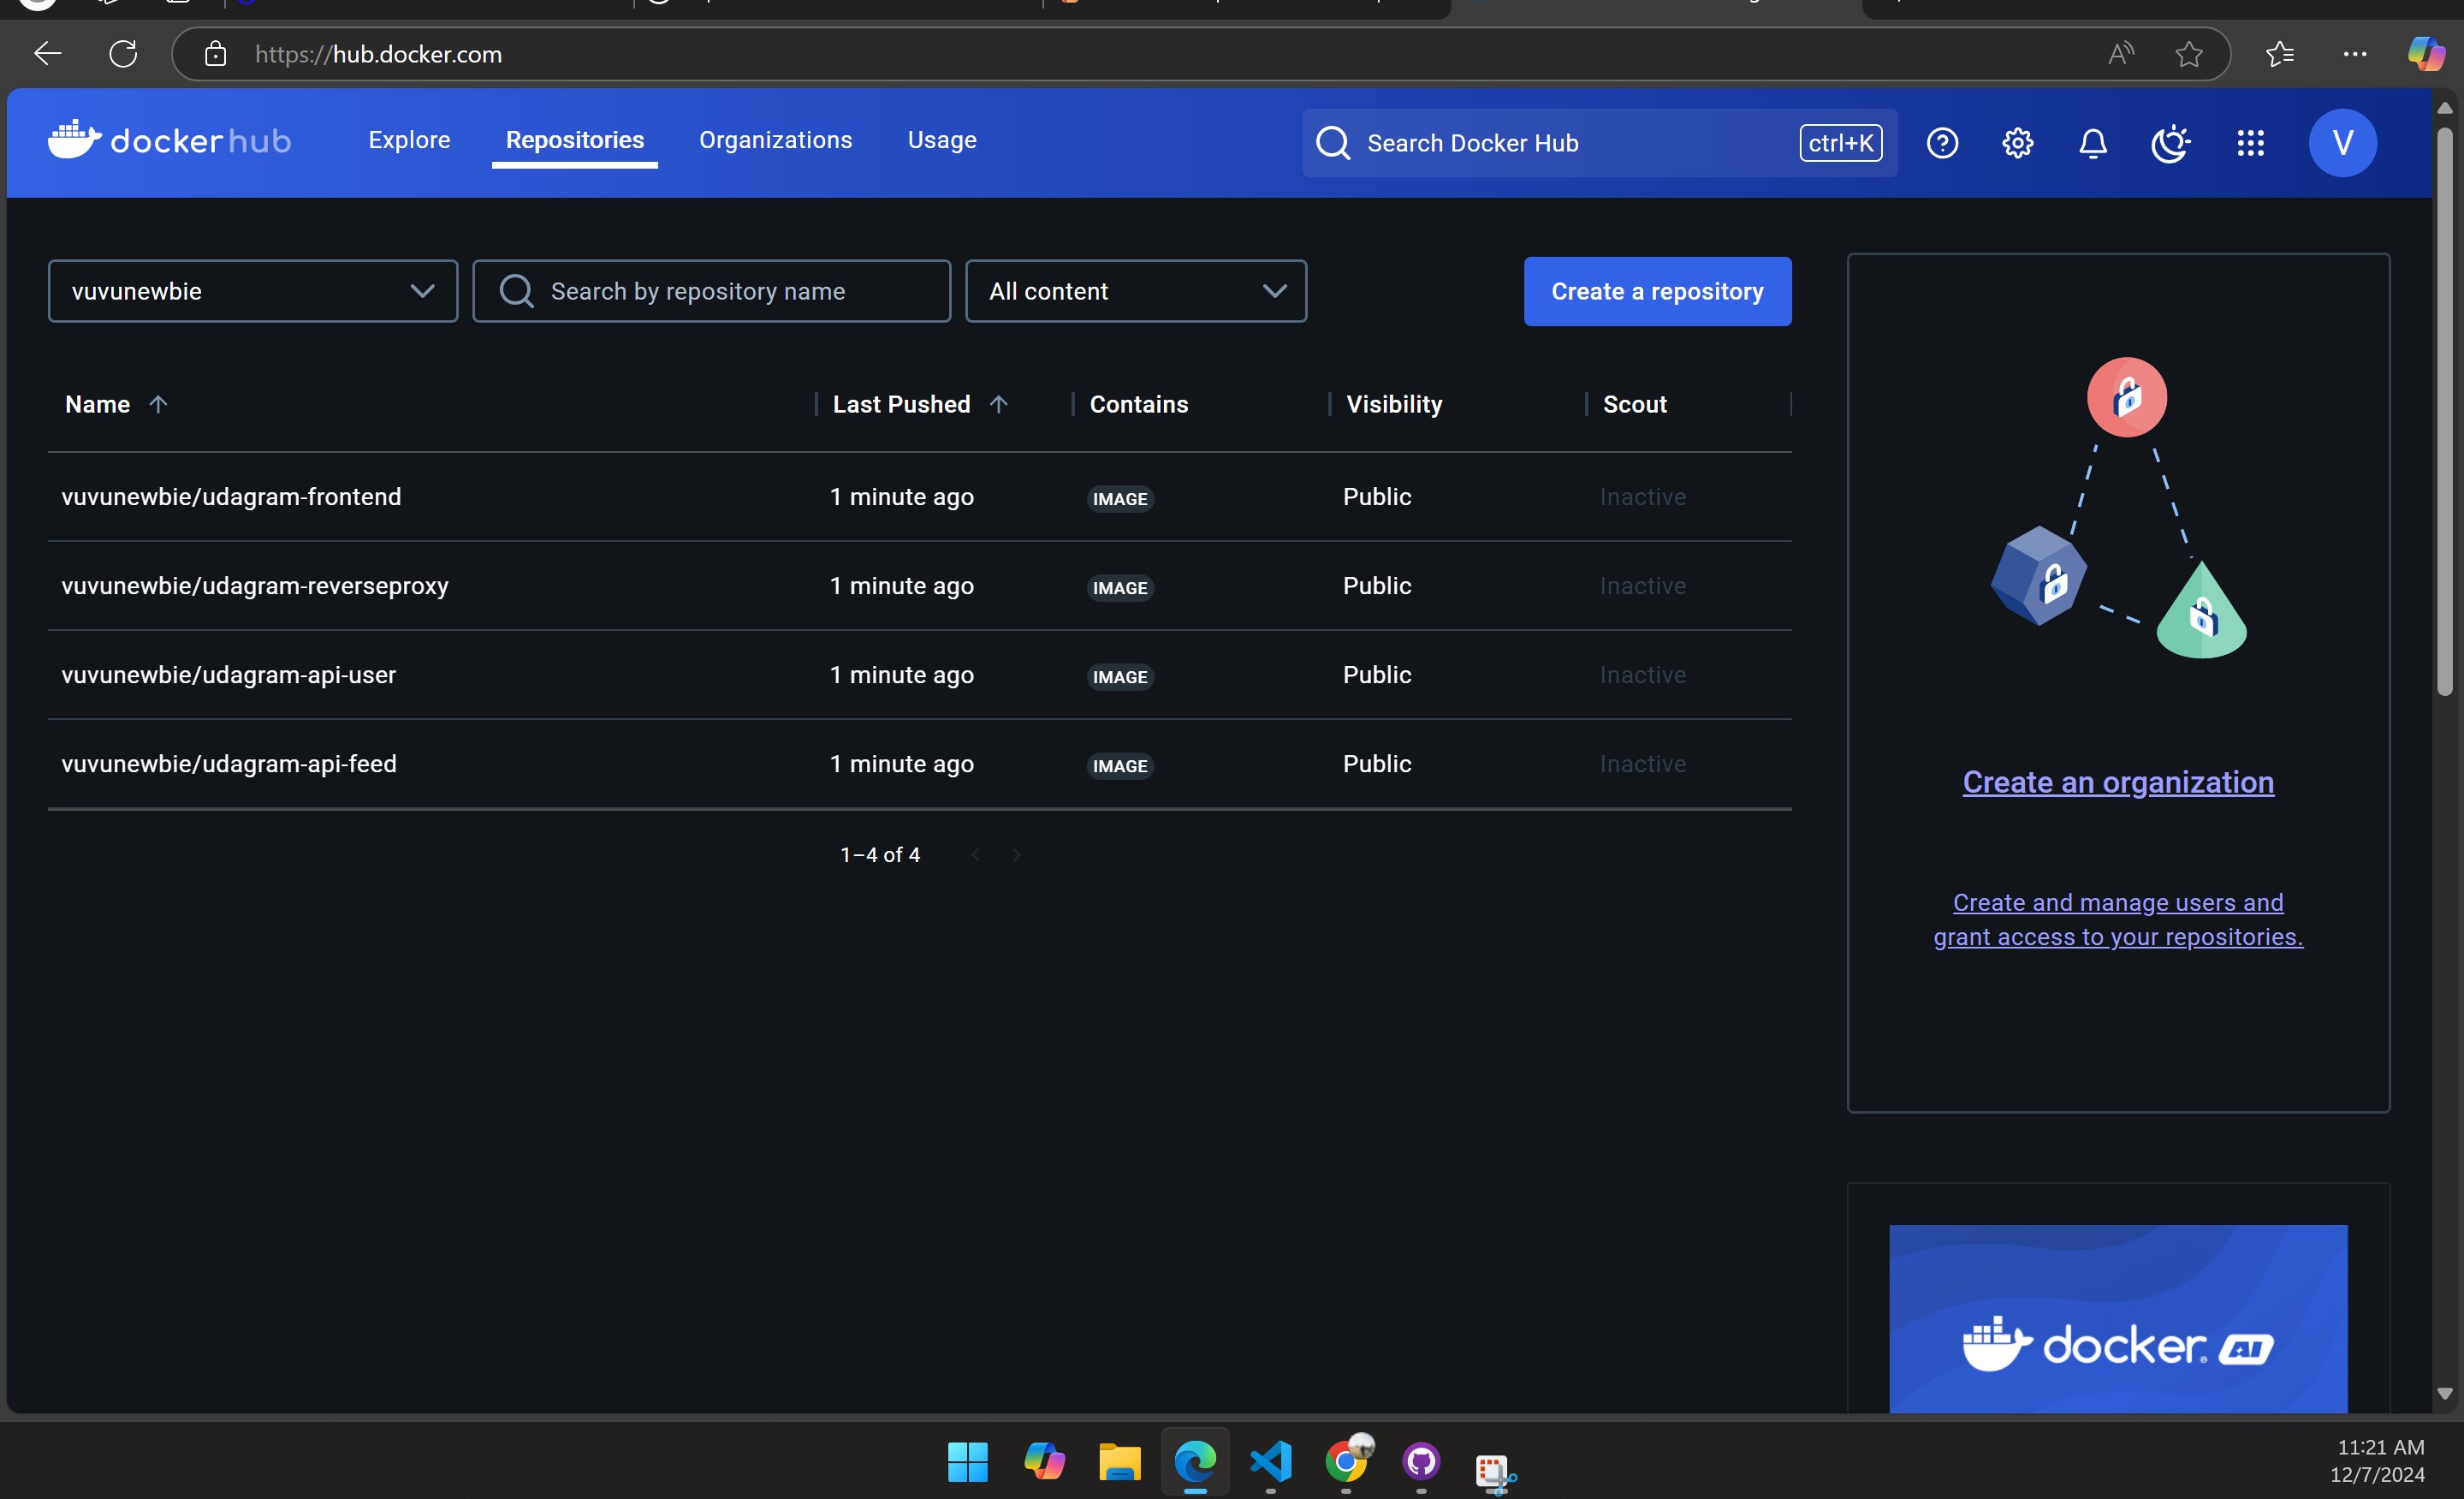 https://hub.docker.com
dockerhub Explore Repositories Organizations Usage Search Docker Hub ctrl+K V
vuvunewbie Search by repository name All content Create a repository
Name Last Pushed Contains Visibility Scout
vuvunewbie/udagram-frontend 1 minute ago IMAGE Public Inactive
vuvunewbie/udagram-reverseproxy 1 minute ago IMAGE Public Inactive
vuvunewbie/udagram-api-user 1 minute ago IMAGE Public Inactive
vuvunewbie/udagram-api-feed 1 minute ago IMAGE Public Inactive
1–4 of 4
Create an organization
Create and manage users and
grant access to your repositories.
docker AI
11:21 AM
12/7/2024